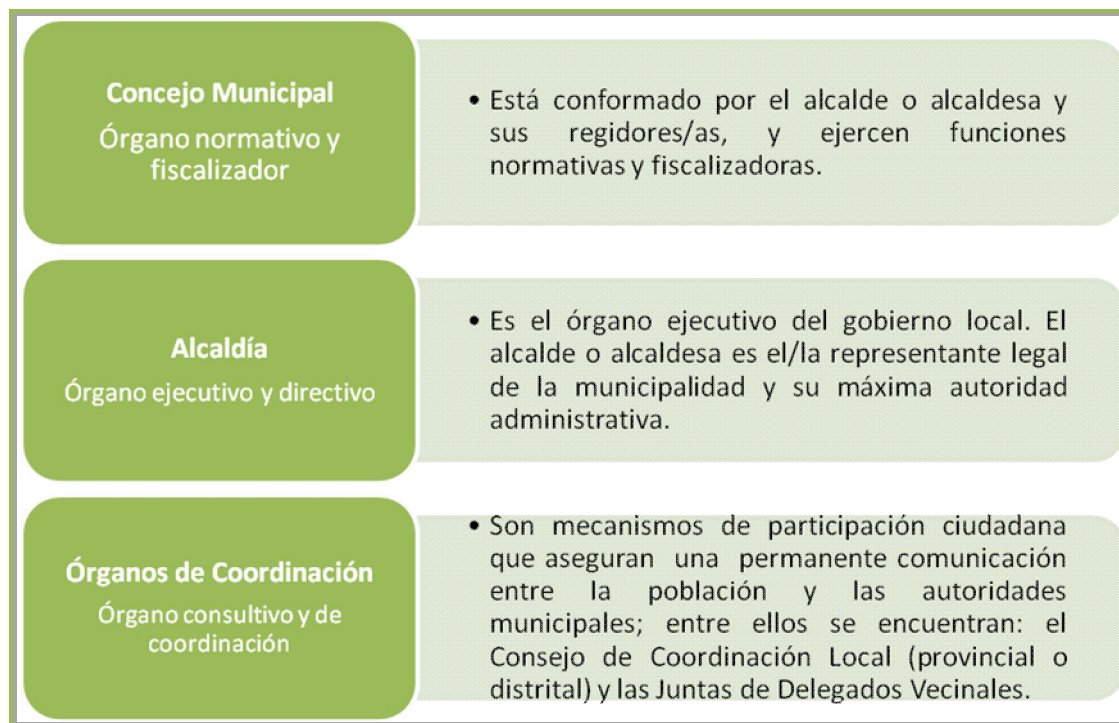 Concejo Municipal
Órgano normativo y
fiscalizador
• Está conformado por el alcalde o alcaldesa y
sus regidores/as, y ejercen funciones
normativas y fiscalizadoras.
Alcaldía
Órgano ejecutivo y directivo
• Es el órgano ejecutivo del gobierno local. El
alcalde o alcaldesa es el/la representante legal
de la municipalidad y su máxima autoridad
administrativa.
Órganos de Coordinación
Órgano consultivo y de
coordinación
• Son mecanismos de participación ciudadana
que aseguran una permanente comunicación
entre la población y las autoridades
municipales; entre ellos se encuentran: el
Consejo de Coordinación Local (provincial o
distrital) y las Juntas de Delegados Vecinales.